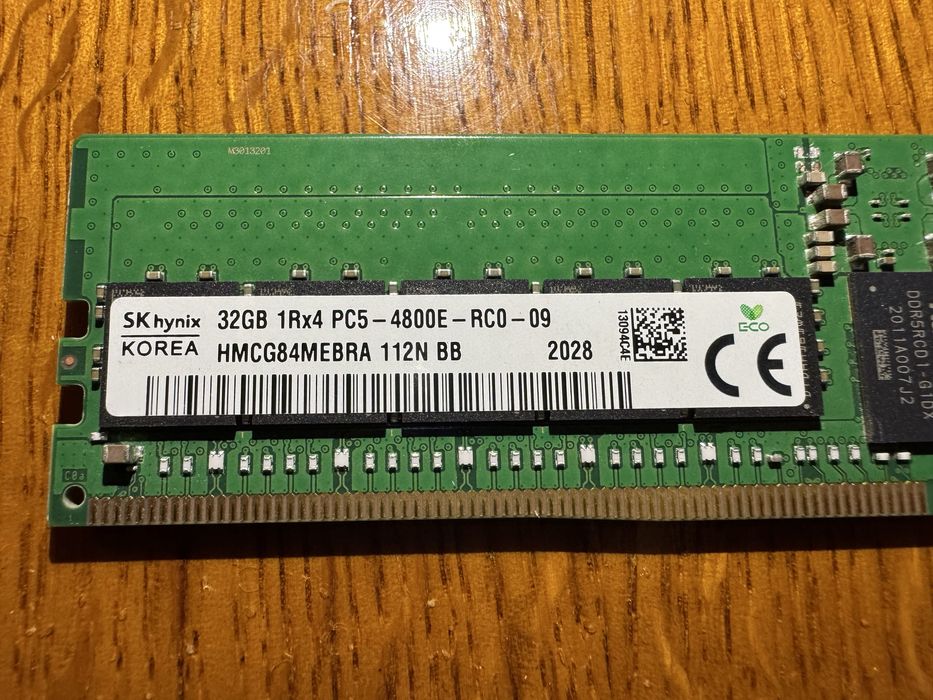 M3013201
SK hynix
KOREA
32GB 1Rx4 PC5-4800E-RC0-09
HMCG84MEBRA 112N BB
2028
13094C4E
ECO
CE
DDR5RCD1-G1DX
2011A007J2
C03